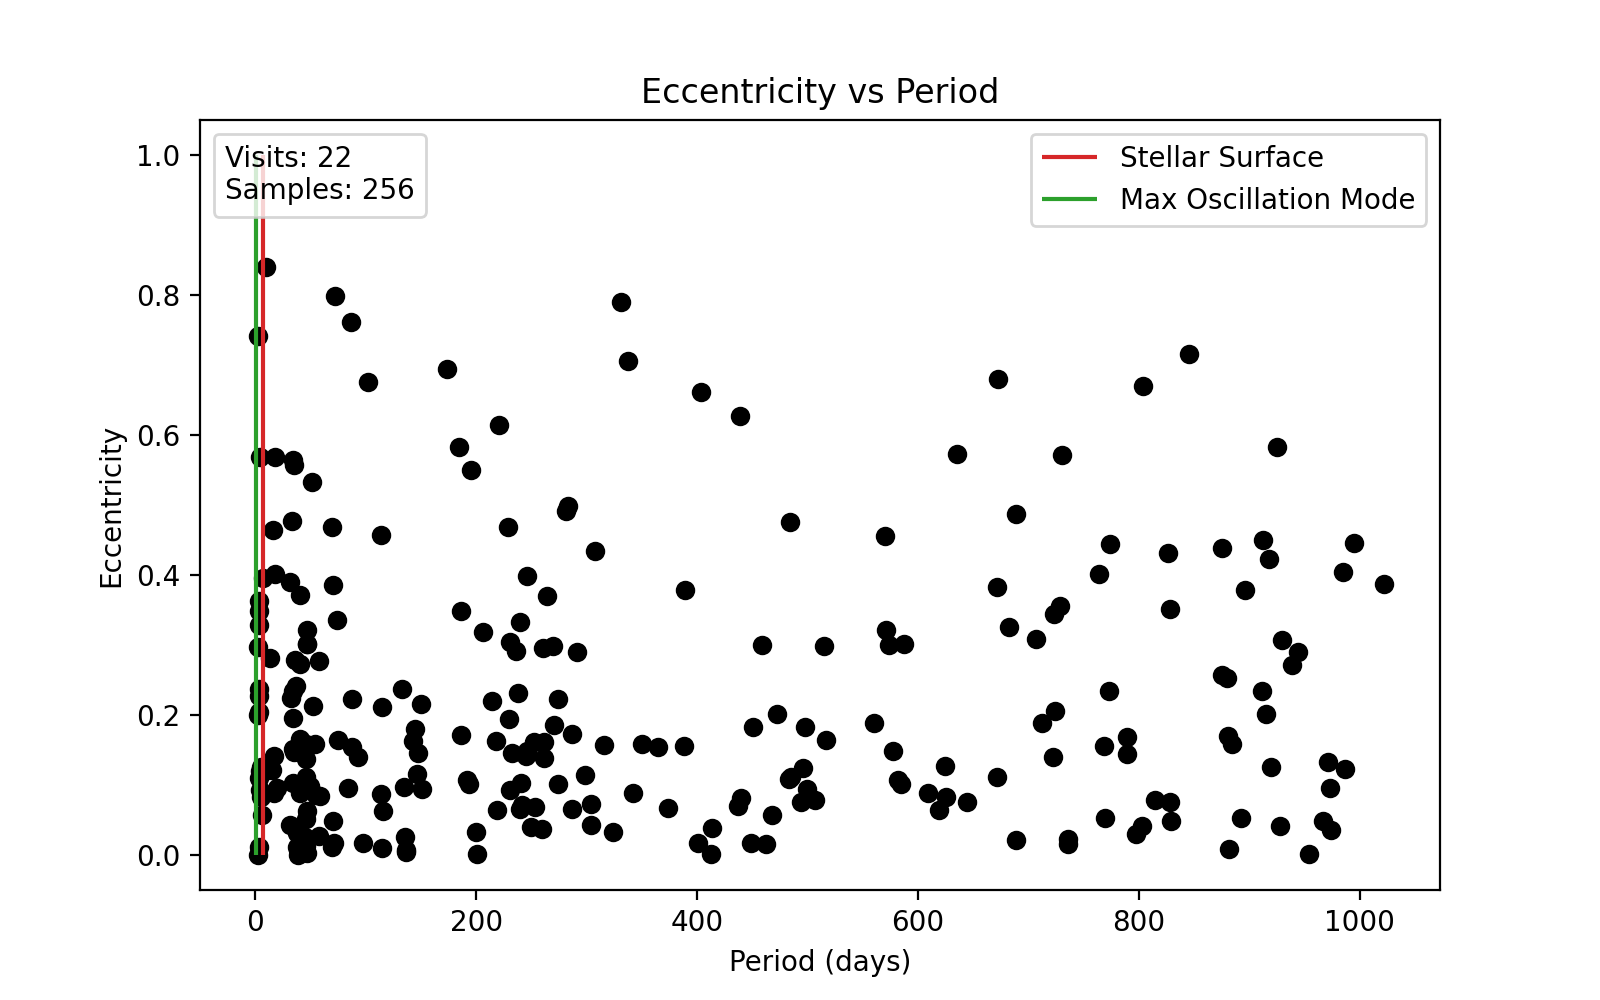 Eccentricity vs Period
Visits: 22
Samples: 256
Stellar Surface
Max Oscillation Mode
Eccentricity
1.0
0.8
0.6
0.4
0.2
0.0
0
200
400
600
800
1000
Period (days)